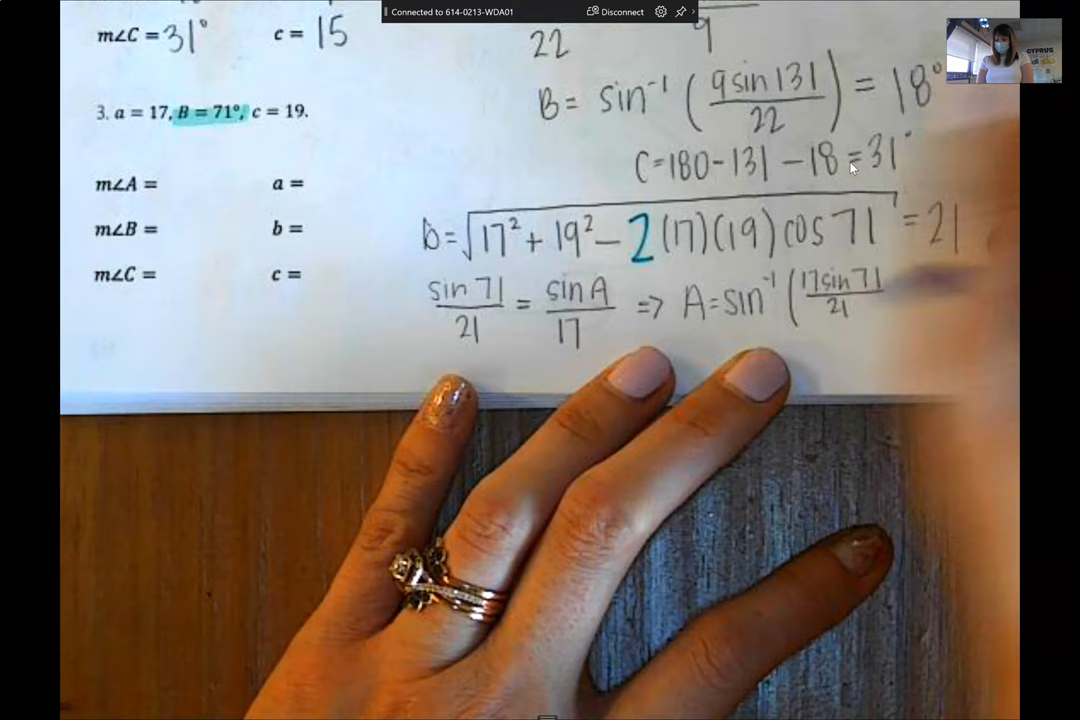 Connected to 614-0213-WDA01 Disconnect
m∠C = 31° c = 15
22 9
B = sin⁻¹ (9 sin 131 / 22) = 18°
C = 180 - 131 - 18 = 31°
3. a = 17, B = 71°, c = 19.
m∠A = a =
m∠B = b =
m∠C = c =
b = √17² + 19² - 2 (17)(19) cos 71 = 21
sin 71 / 21 = sin A / 17 => A = sin⁻¹ (17 sin 71 / 21
CYPRUS